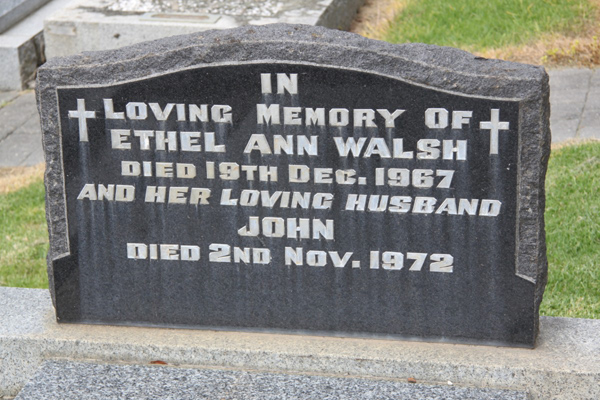 IN
LOVING MEMORY OF
ETHEL ANN WALSH
DIED 19TH DEC. 1967
AND HER LOVING HUSBAND
JOHN
DIED 2ND NOV. 1972